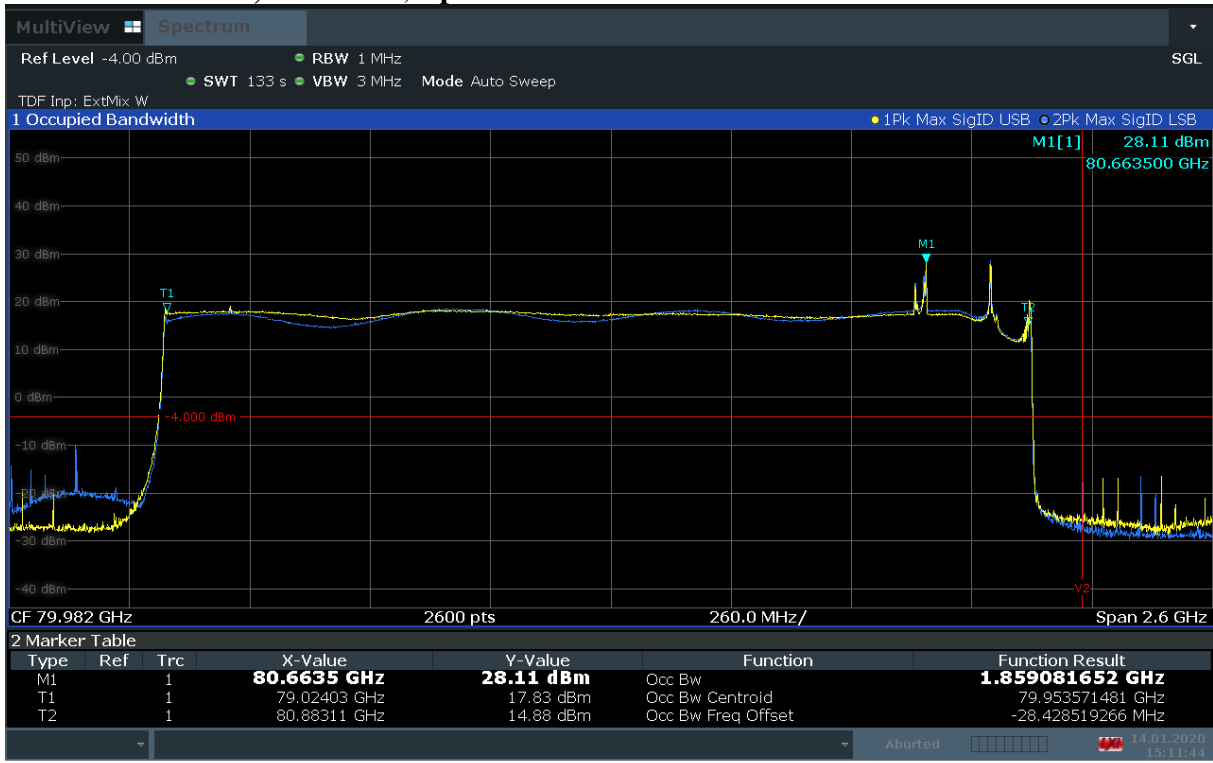 MultiView Spectrum
Ref Level -4.00 dBm RBW 1 MHz SGL
SWT 133 s VBW 3 MHz Mode Auto Sweep
TDF Inp: ExtMix W
1 Occupied Bandwidth 1Pk Max SigID USB 2Pk Max SigID LSB
M1[1] 28.11 dBm
80.663500 GHz
50 dBm
40 dBm
30 dBm
M1
20 dBm
T1
T2
10 dBm
0 dBm
-4.000 dBm
-10 dBm
-20 dBm
-30 dBm
-40 dBm
V2
CF 79.982 GHz 2600 pts 260.0 MHz/ Span 2.6 GHz
2 Marker Table
Type Ref Trc X-Value Y-Value Function Function Result
M1 1 80.6635 GHz 28.11 dBm Occ Bw 1.859081652 GHz
T1 1 79.02403 GHz 17.83 dBm Occ Bw Centroid 79.953571481 GHz
T2 1 80.88311 GHz 14.88 dBm Occ Bw Freq Offset -28.428519266 MHz
Aborted 14.01.2020
15:11:44